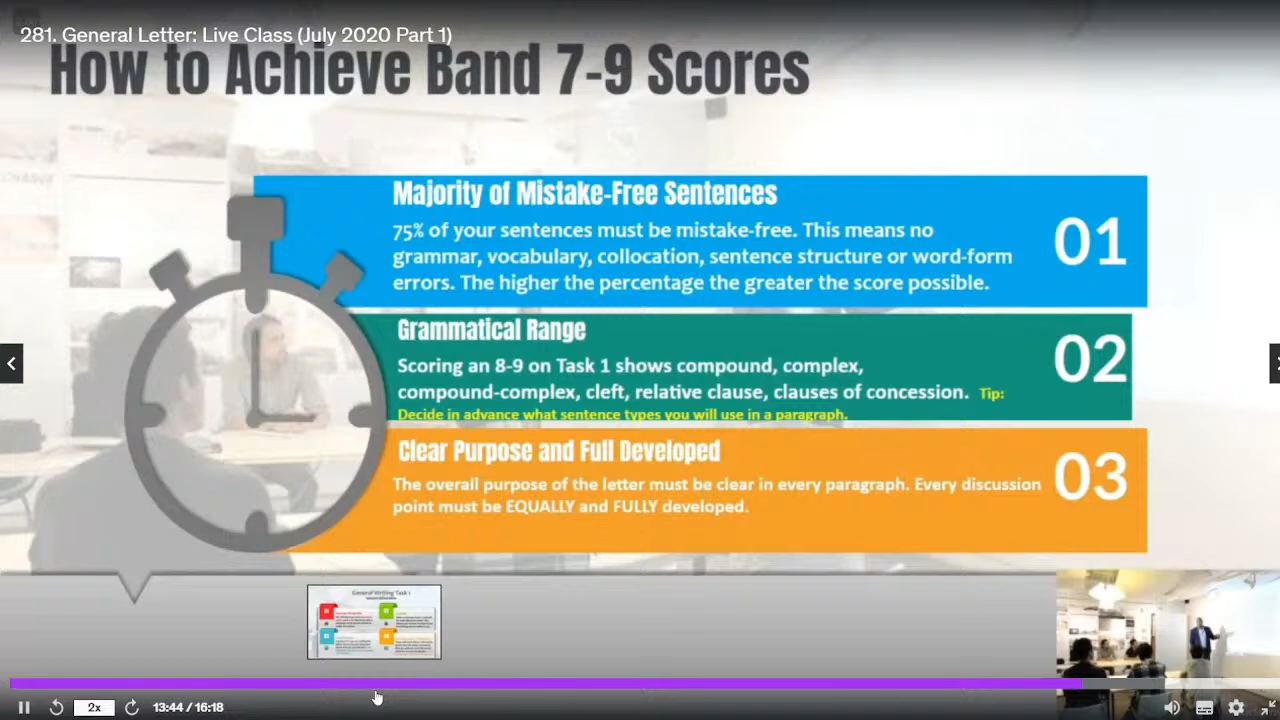 281. General Letter: Live Class (July 2020 Part 1)
How to Achieve Band 7-9 Scores
Majority of Mistake-Free Sentences
75% of your sentences must be mistake-free. This means no
grammar, vocabulary, collocation, sentence structure or word-form
errors. The higher the percentage the greater the score possible.
01
Grammatical Range
Scoring an 8-9 on Task 1 shows compound, complex,
compound-complex, cleft, relative clause, clauses of concession. Tip:
Decide in advance what sentence types you will use in a paragraph.
02
Clear Purpose and Full Developed
The overall purpose of the letter must be clear in every paragraph. Every discussion
point must be EQUALLY and FULLY developed.
03
General Writing Task 1
2x
13:44 / 16:18